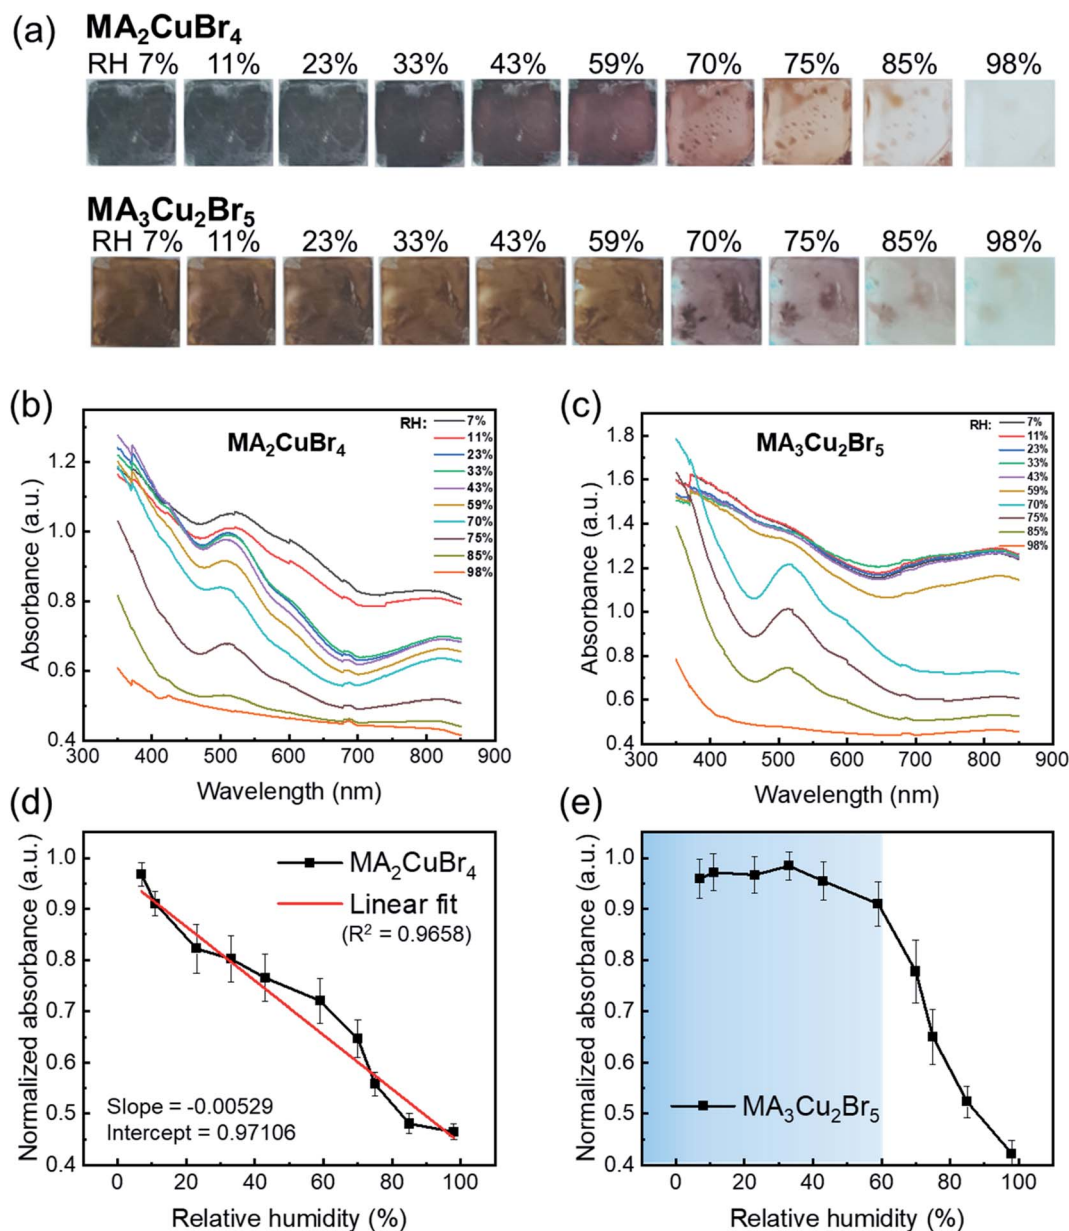 (a)
MA₂CuBr₄
RH 7% 11% 23% 33% 43% 59% 70% 75% 85% 98%
MA₃Cu₂Br₅
RH 7% 11% 23% 33% 43% 59% 70% 75% 85% 98%
(b)
Absorbance (a.u.)
1.2
1.0
0.8
0.6
0.4
MA₂CuBr₄
RH:
7%
11%
23%
33%
43%
59%
70%
75%
85%
98%
300 400 500 600 700 800 900
Wavelength (nm)
(c)
Absorbance (a.u.)
1.8
1.6
1.4
1.2
1.0
0.8
0.6
0.4
MA₃Cu₂Br₅
RH:
7%
11%
23%
33%
43%
59%
70%
75%
85%
98%
300 400 500 600 700 800 900
Wavelength (nm)
(d)
Normalized absorbance (a.u.)
1.0
0.9
0.8
0.7
0.6
0.5
0.4
MA₂CuBr₄
Linear fit
(R² = 0.9658)
Slope = -0.00529
Intercept = 0.97106
0 20 40 60 80 100
Relative humidity (%)
(e)
Normalized absorbance (a.u.)
1.0
0.9
0.8
0.7
0.6
0.5
0.4
MA₃Cu₂Br₅
0 20 40 60 80 100
Relative humidity (%)